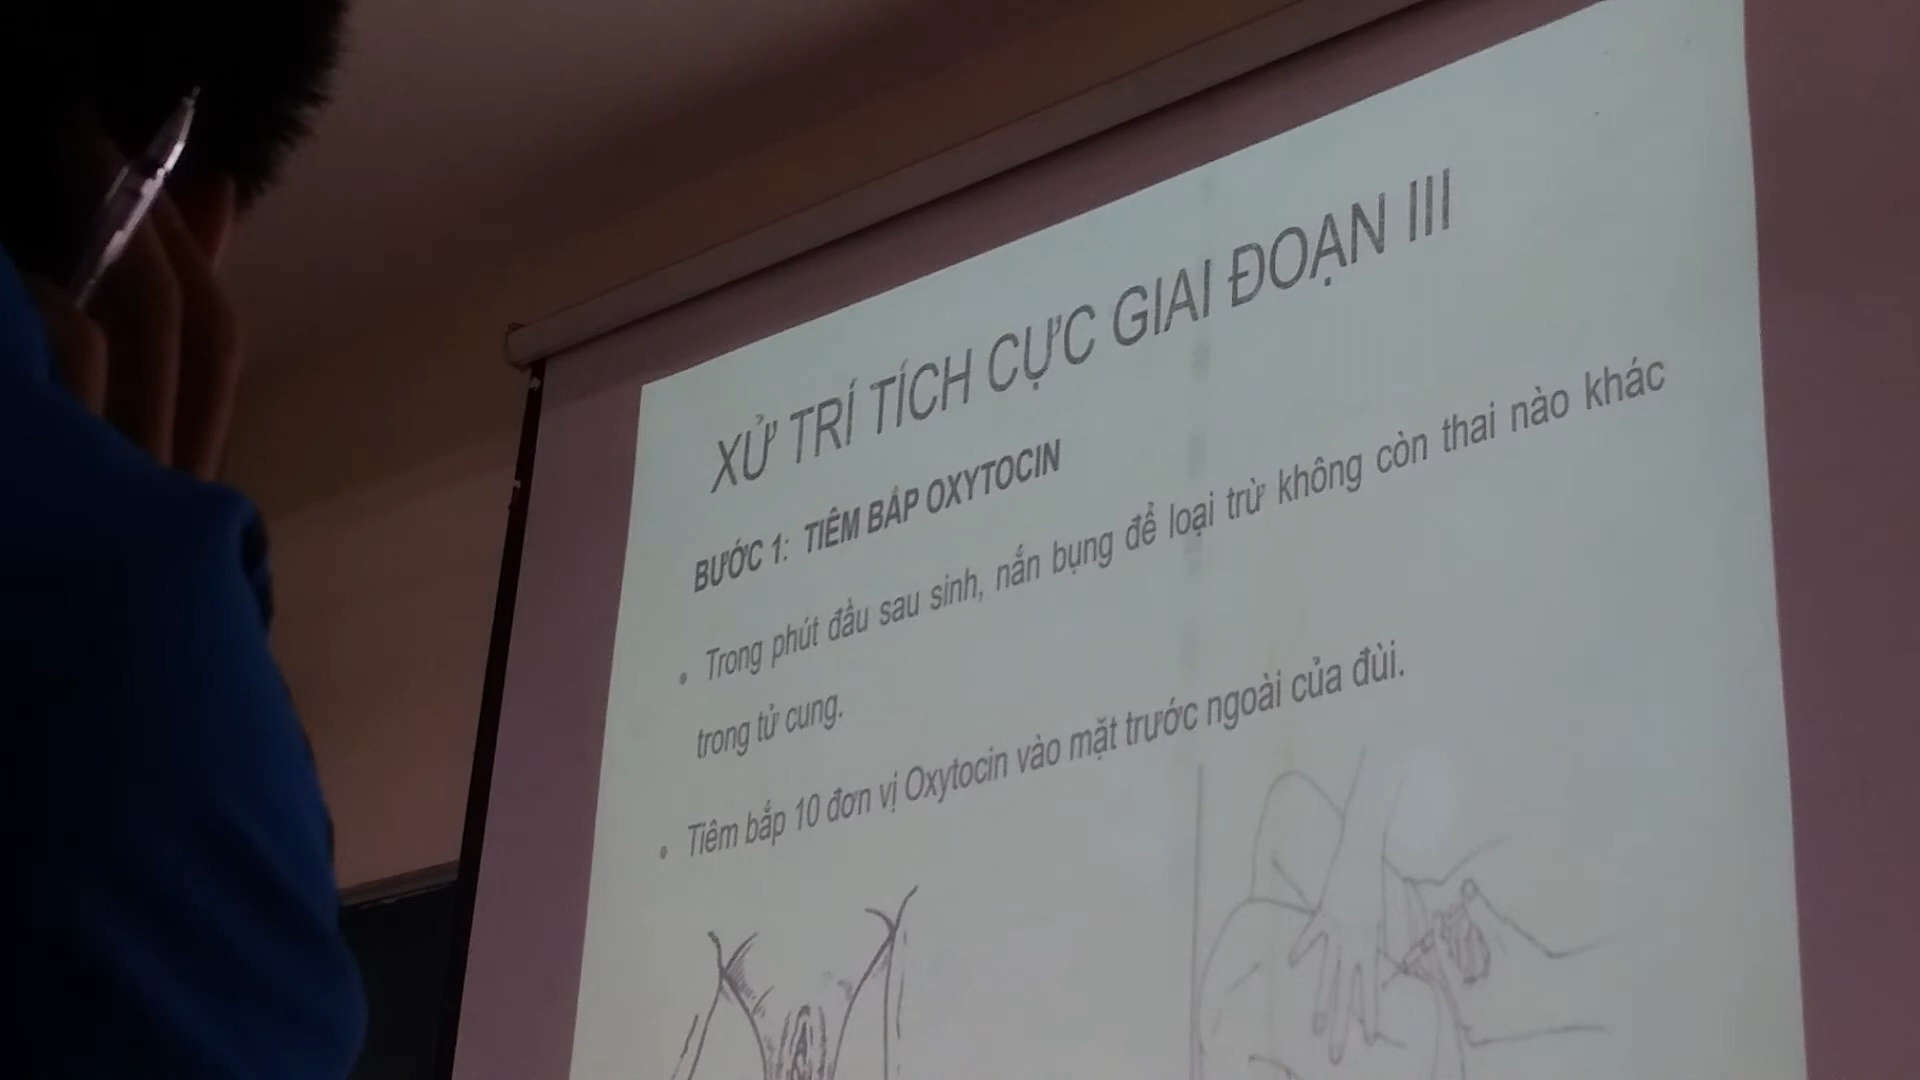 XỬ TRÍ TÍCH CỰC GIAI ĐOẠN III
BƯỚC 1: TIÊM BẮP OXYTOCIN
• Trong phút đầu sau sinh, nắn bụng để loại trừ không còn thai nào khác
trong tử cung.
• Tiêm bắp 10 đơn vị Oxytocin vào mặt trước ngoài của đùi.